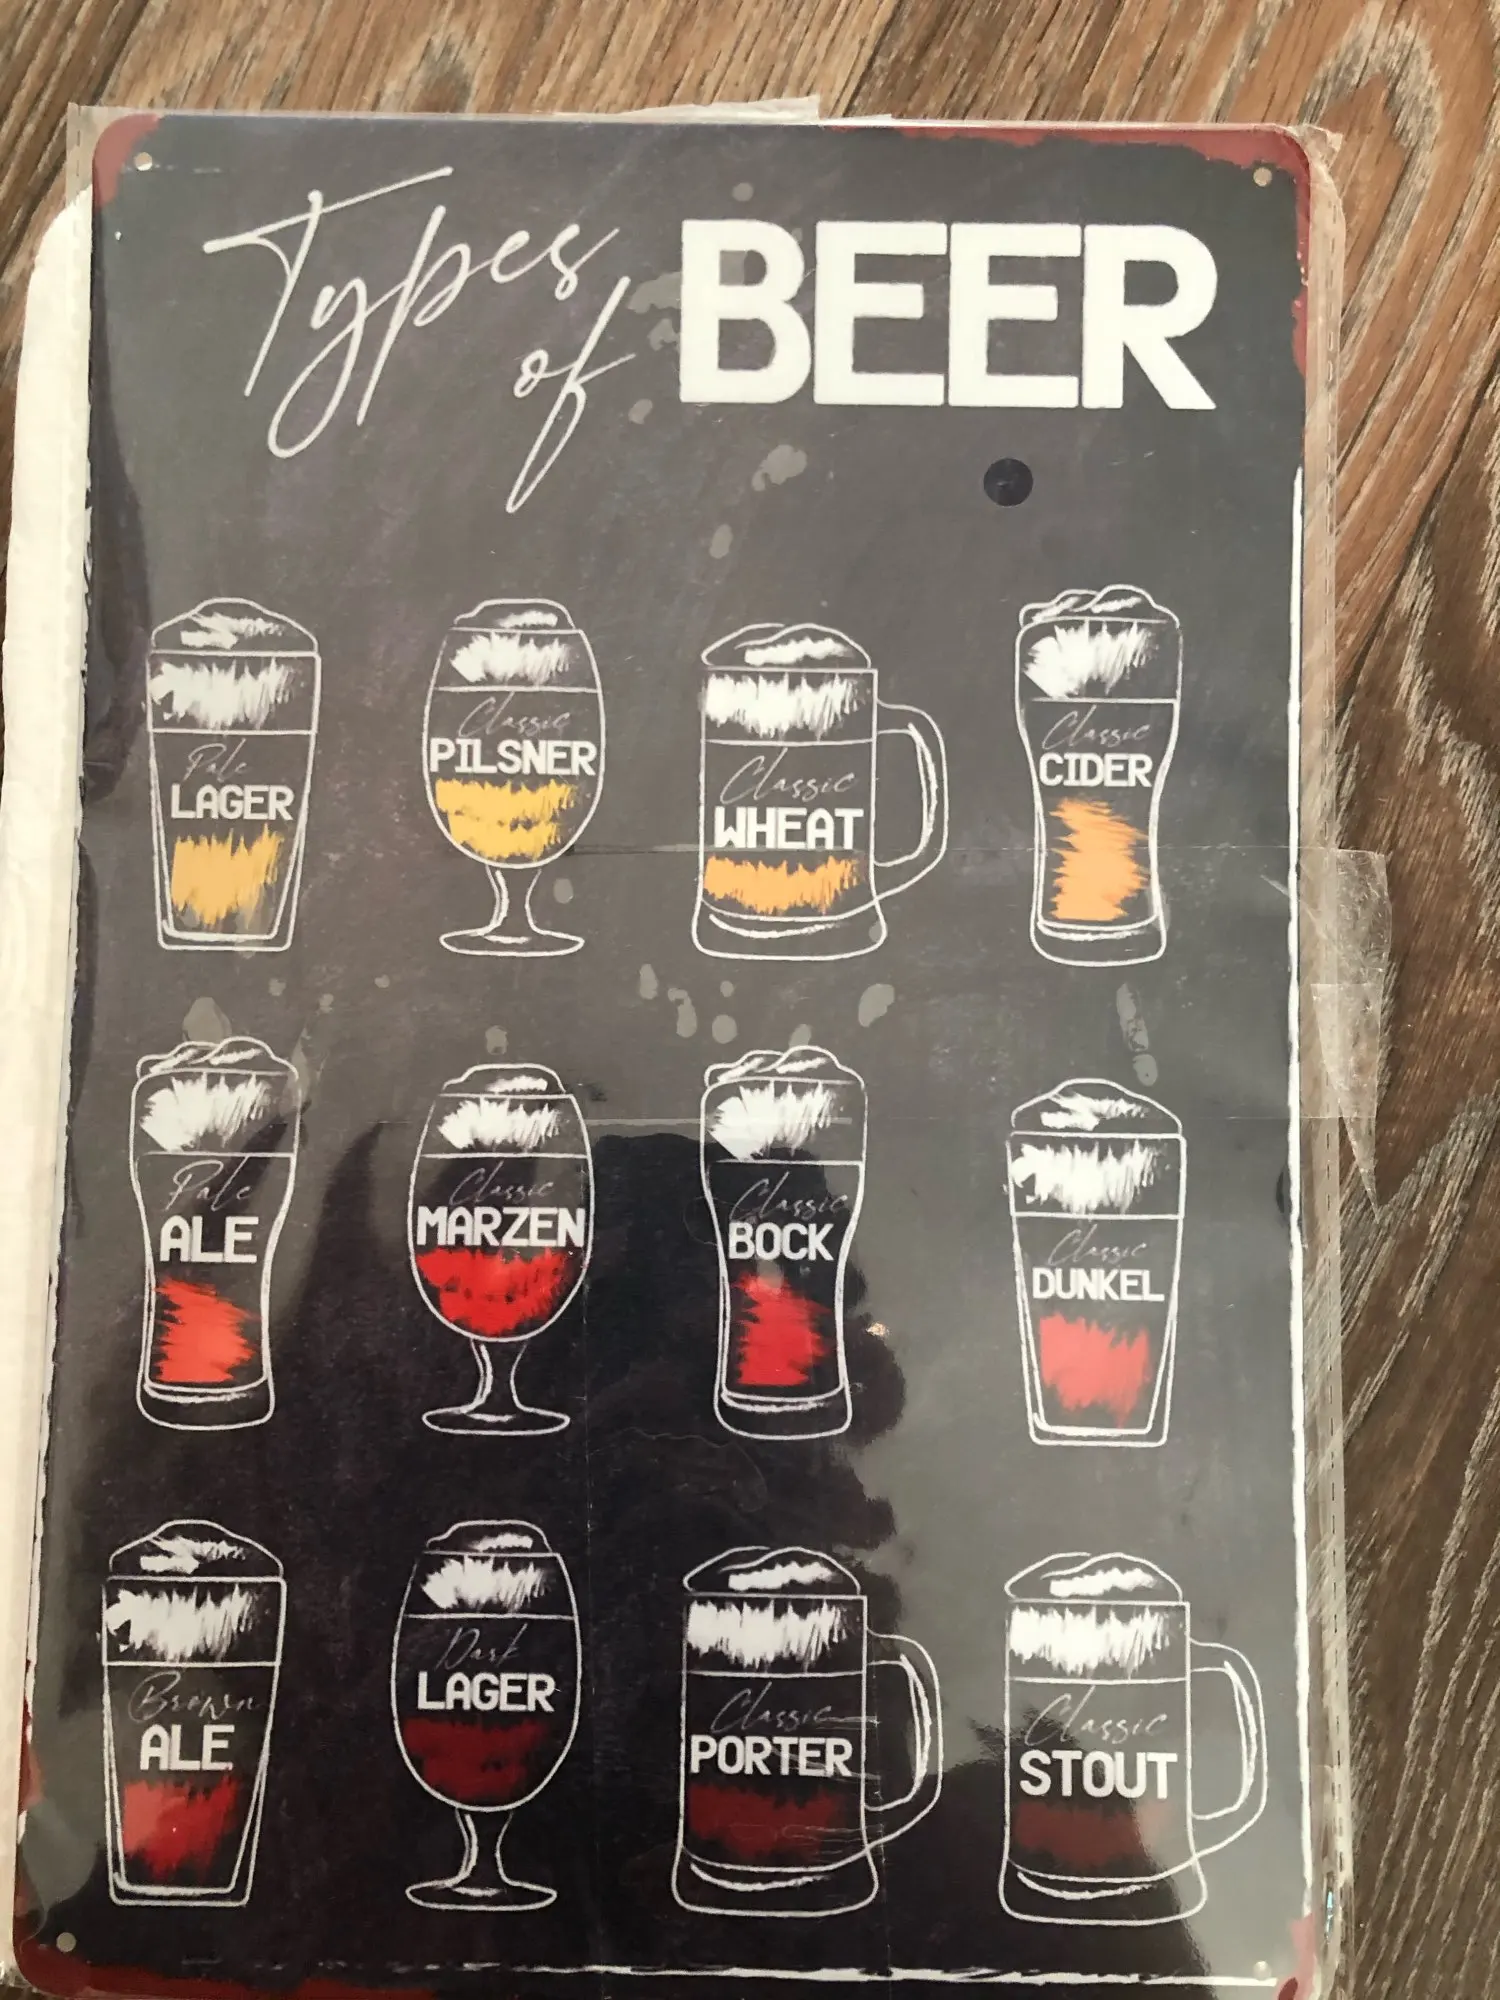 Types
of BEER
Pale
LAGER
Classic
PILSNER
Classic
WHEAT
Classic
CIDER
Pale
ALE
Classic
MARZEN
Classic
BOCK
Classic
DUNKEL
Brown
ALE
Dark
LAGER
Classic
PORTER
Classic
STOUT